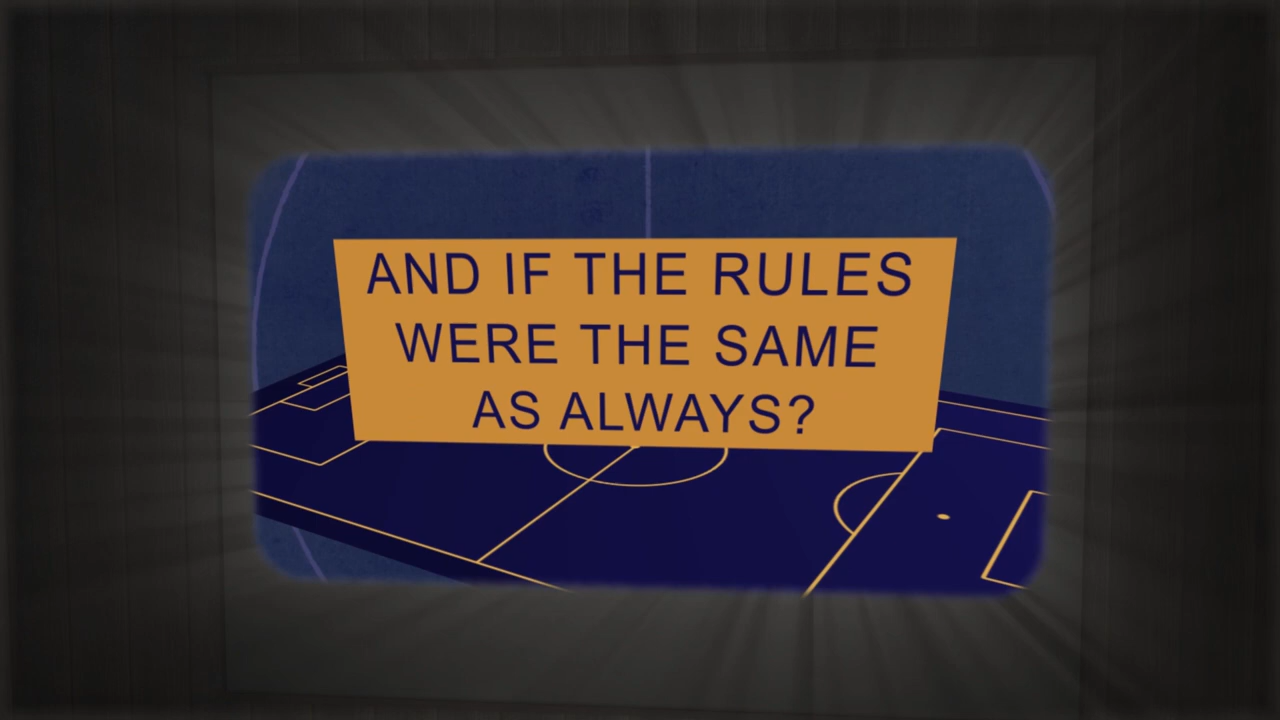 AND IF THE RULES
WERE THE SAME
AS ALWAYS?